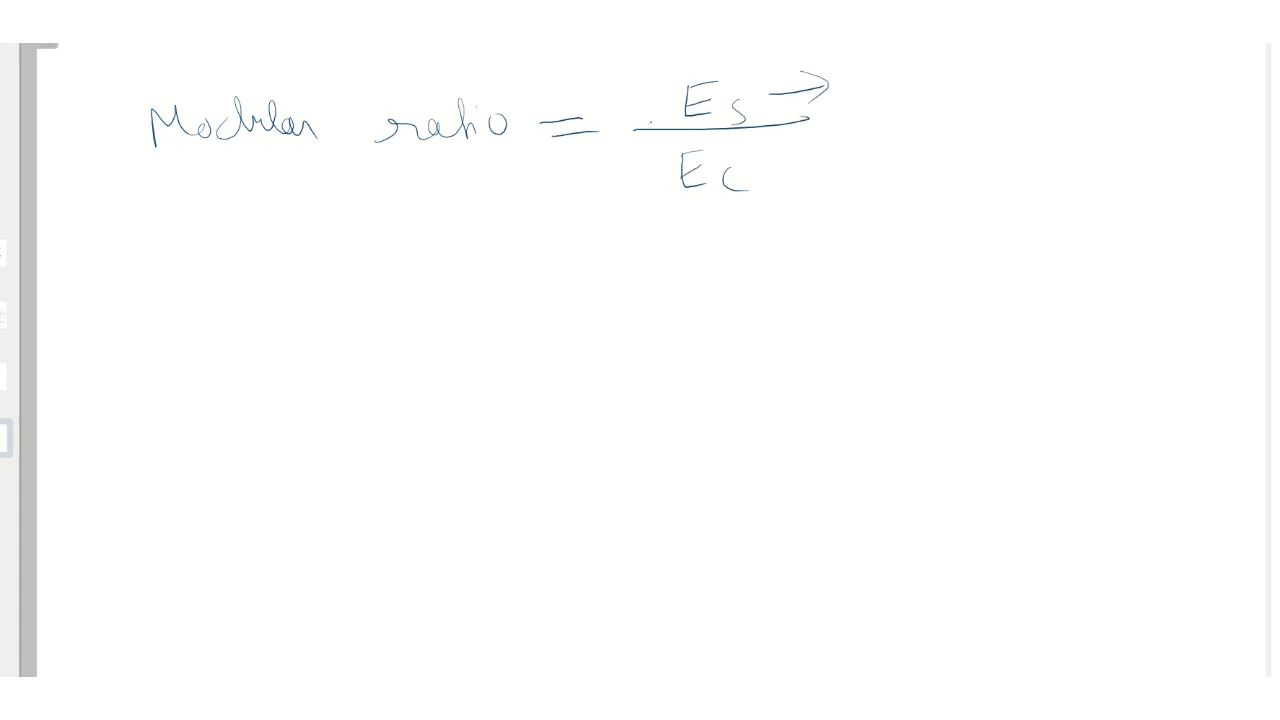 Modular ratio = Es →
Ec